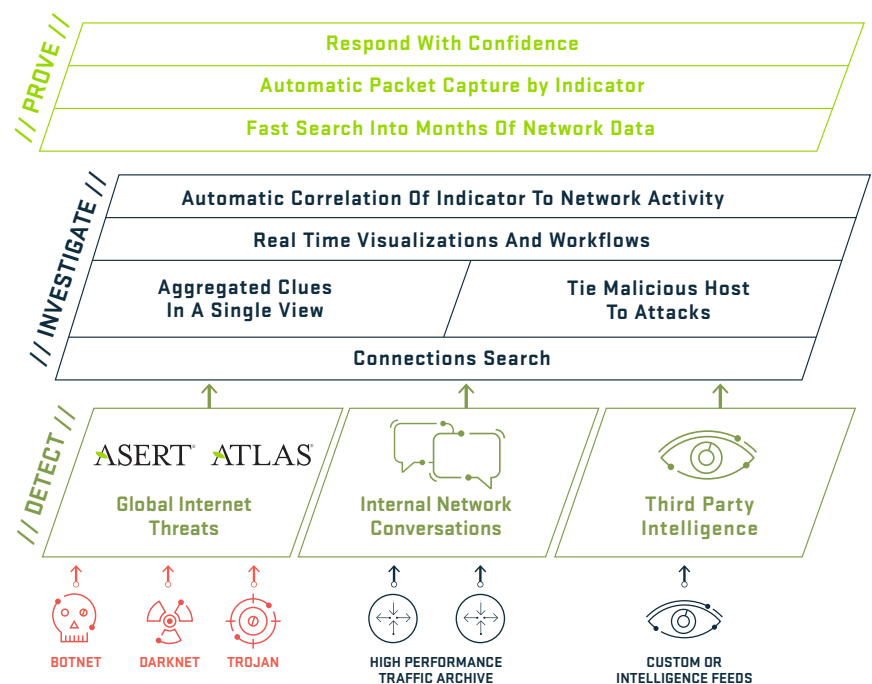 // PROVE //
Respond With Confidence
Automatic Packet Capture by Indicator
Fast Search Into Months Of Network Data
// INVESTIGATE //
Automatic Correlation Of Indicator To Network Activity
Real Time Visualizations And Workflows
Aggregated Clues
In A Single View
Tie Malicious Host
To Attacks
Connections Search
// DETECT //
ASERT® ATLAS®
Global Internet
Threats
Internal Network
Conversations
Third Party
Intelligence
BOTNET
DARKNET
TROJAN
HIGH PERFORMANCE
TRAFFIC ARCHIVE
CUSTOM OR
INTELLIGENCE FEEDS